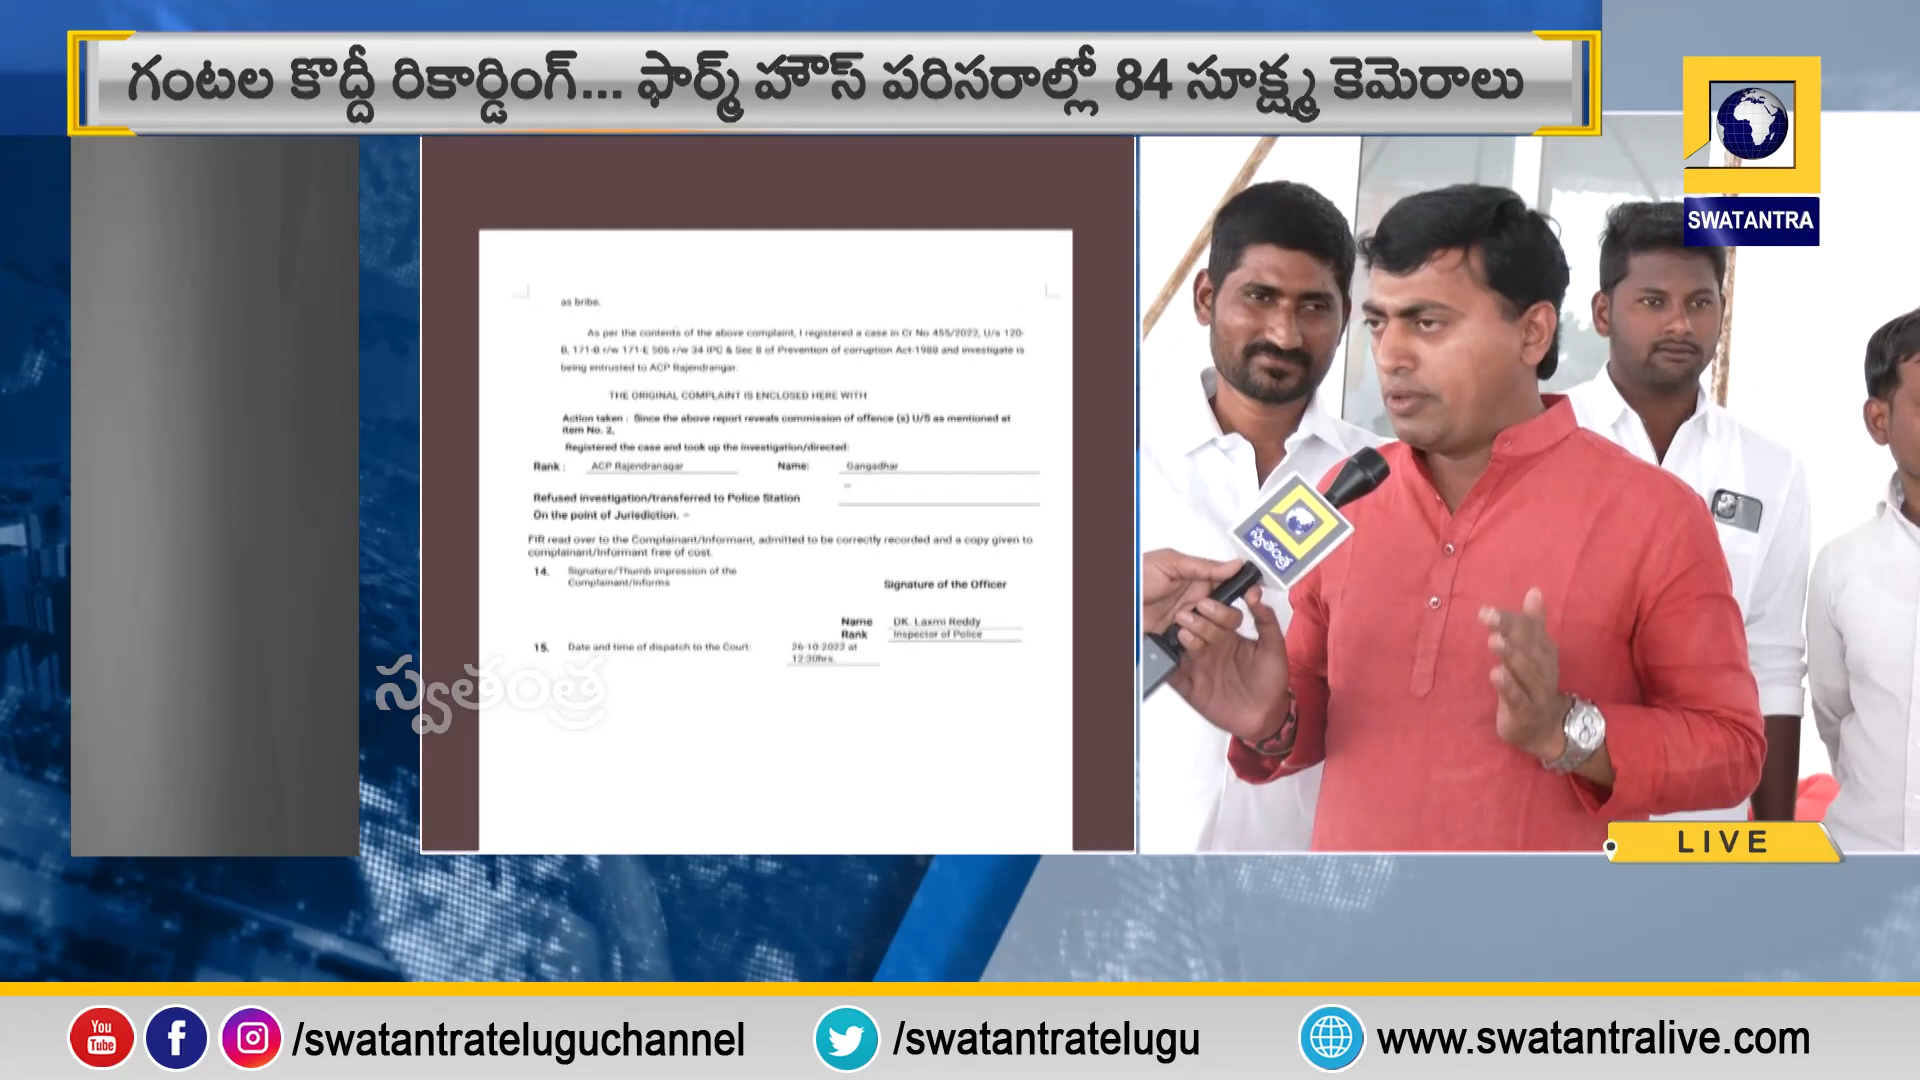 గంటల కొద్దీ రికార్డింగ్... ఫార్మ్ హౌస్ పరిసరాల్లో 84 సూక్ష్మ కెమెరాలు
SWATANTRA
as bribe.
As per the contents of the above complaint, I registered a case in Cr No 455/2022, U/s 120-
B, 171-B r/w 171-E 506 r/w 34 IPC & Sec 8 of Prevention of corruption Act-1988 and investigate is
being entrusted to ACP Rajendrangar.
THE ORIGINAL COMPLAINT IS ENCLOSED HERE WITH
Action taken : Since the above report reveals commission of offence (s) U/S as mentioned at
item No. 2.
Registered the case and took up the investigation/directed:
Rank : ACP Rajendranagar Name: Gangadhar
Refused investigation/transferred to Police Station
On the point of Jurisdiction. –
FIR read over to the Complainant/Informant, admitted to be correctly recorded and a copy given to
complainant/Informant free of cost.
14. Signature/Thumb impression of the
Complainant/Informs
Signature of the Officer
Name DK. Laxmi Reddy
Rank Inspector of Police
15. Date and time of dispatch to the Court: 26-10-2022 at
12:30hrs.
స్వతంత్ర
స్వతంత్ర
LIVE
You
Tube
/swatantrateluguchannel
/swatantratelugu
www.swatantralive.com